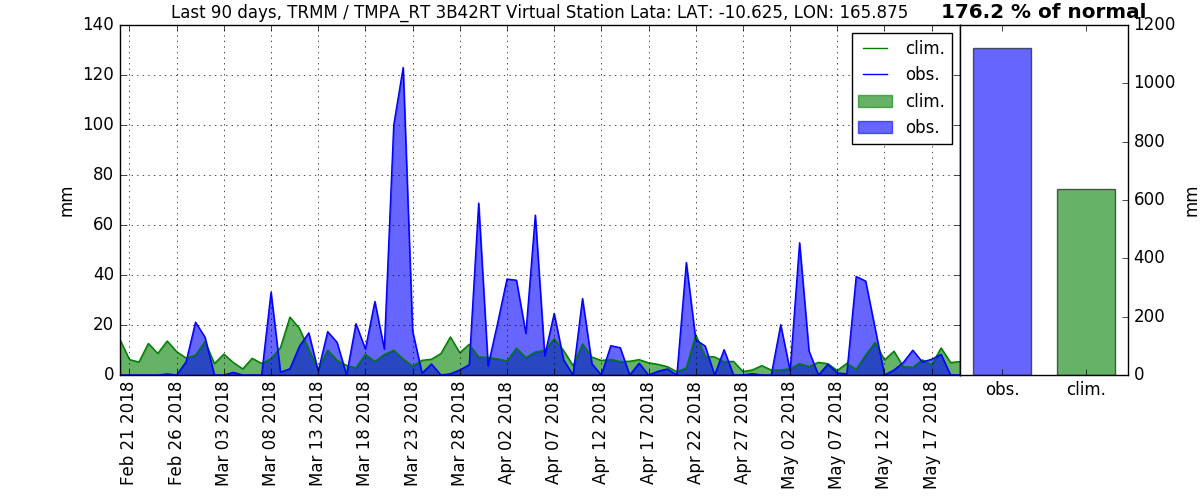 Last 90 days, TRMM / TMPA_RT 3B42RT Virtual Station Lata: LAT: -10.625, LON: 165.875
176.2 % of normal
140
120
100
80
60
40
20
0
mm
clim.
obs.
clim.
obs.
1200
1000
800
600
400
200
0
mm
Feb 21 2018
Feb 26 2018
Mar 03 2018
Mar 08 2018
Mar 13 2018
Mar 18 2018
Mar 23 2018
Mar 28 2018
Apr 02 2018
Apr 07 2018
Apr 12 2018
Apr 17 2018
Apr 22 2018
Apr 27 2018
May 02 2018
May 07 2018
May 12 2018
May 17 2018
obs.
clim.